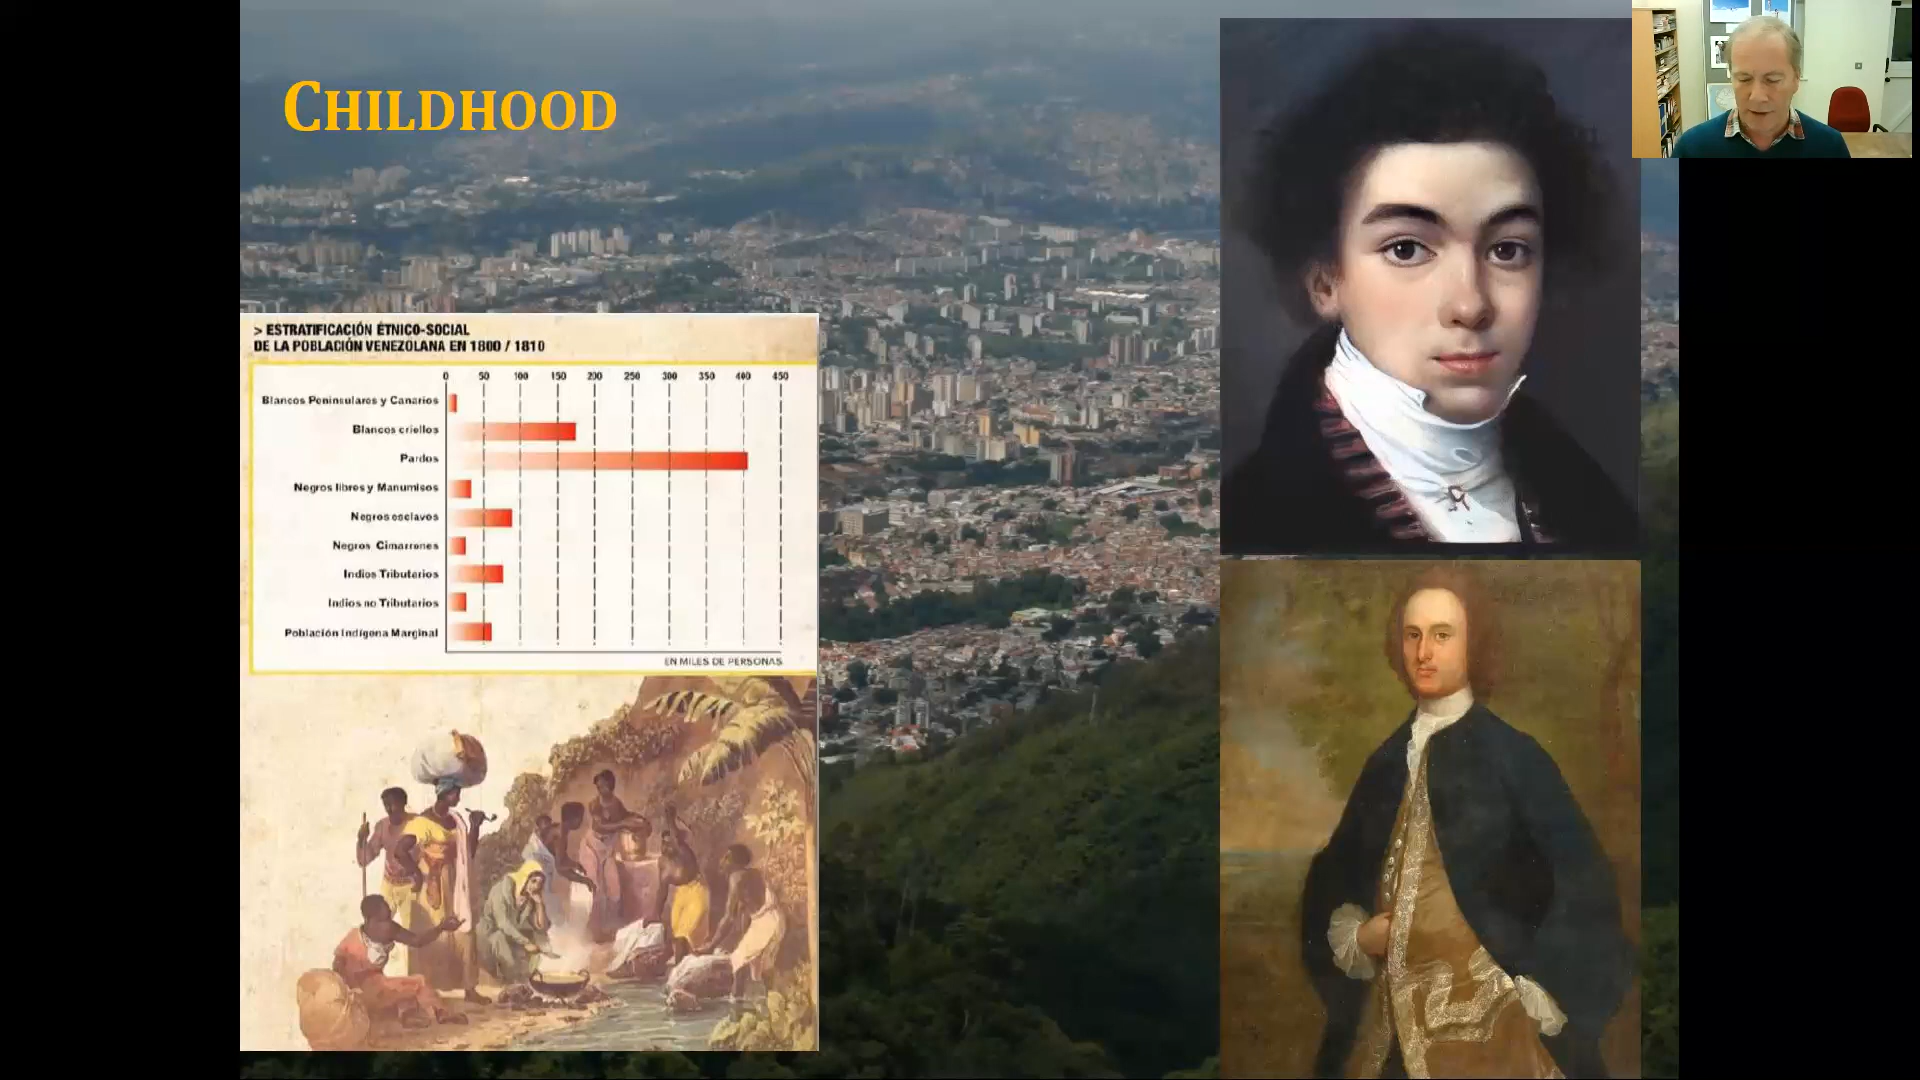 CHILDHOOD
> ESTRATIFICACIÓN ÉTNICO-SOCIAL
DE LA POBLACIÓN VENEZOLANA EN 1800 / 1810
0 50 100 150 200 250 300 350 400 450
Blancos Peninsulares y Canarios
Blancos criollos
Pardos
Negros libres y Manumisos
Negros esclavos
Negros Cimarrones
Indios Tributarios
Indios no Tributarios
Población Indígena Marginal
EN MILES DE PERSONAS